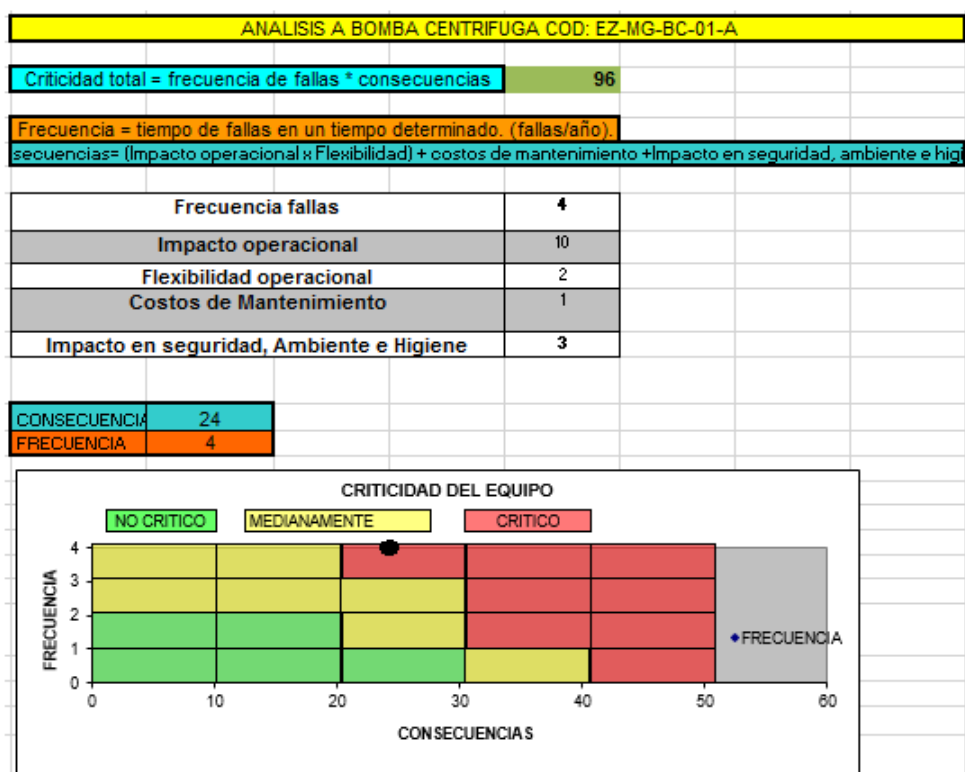 ANALISIS A BOMBA CENTRIFUGA COD: EZ-MG-BC-01-A
Criticidad total = frecuencia de fallas * consecuencias 96
Frecuencia = tiempo de fallas en un tiempo determinado. (fallas/año).
secuencias= (Impacto operacional x Flexibilidad) + costos de mantenimiento +Impacto en seguridad, ambiente e higi
Frecuencia fallas 4
Impacto operacional 10
Flexibilidad operacional 2
Costos de Mantenimiento 1
Impacto en seguridad, Ambiente e Higiene 3
CONSECUENCIA 24
FRECUENCIA 4
CRITICIDAD DEL EQUIPO
NO CRITICO MEDIANAMENTE CRITICO
FRECUENCIA
4
3
2
1
0
FRECUENCIA
0 10 20 30 40 50 60
CONSECUENCIAS